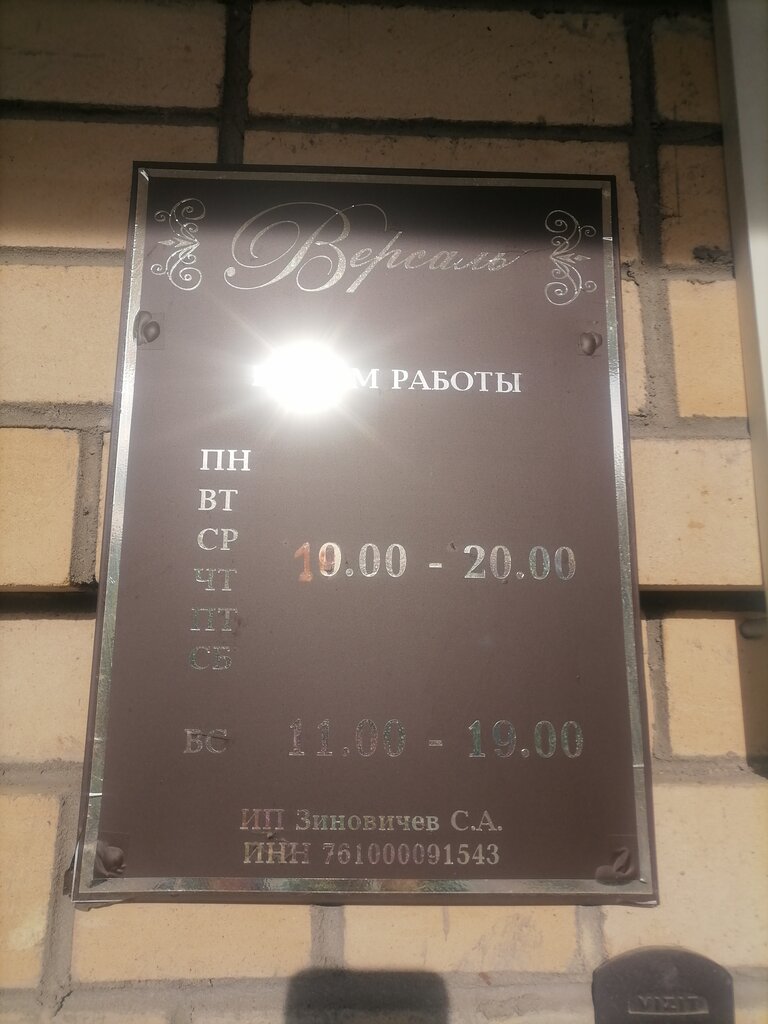 Версаль
РАБОТЫ
ПН
ВТ
СР
ЧТ
ПТ
СБ
10.00 - 20.00
ВС 11.00 - 19.00
ИП Зиновичев С.А.
ИНН 761000091543
VIZIT